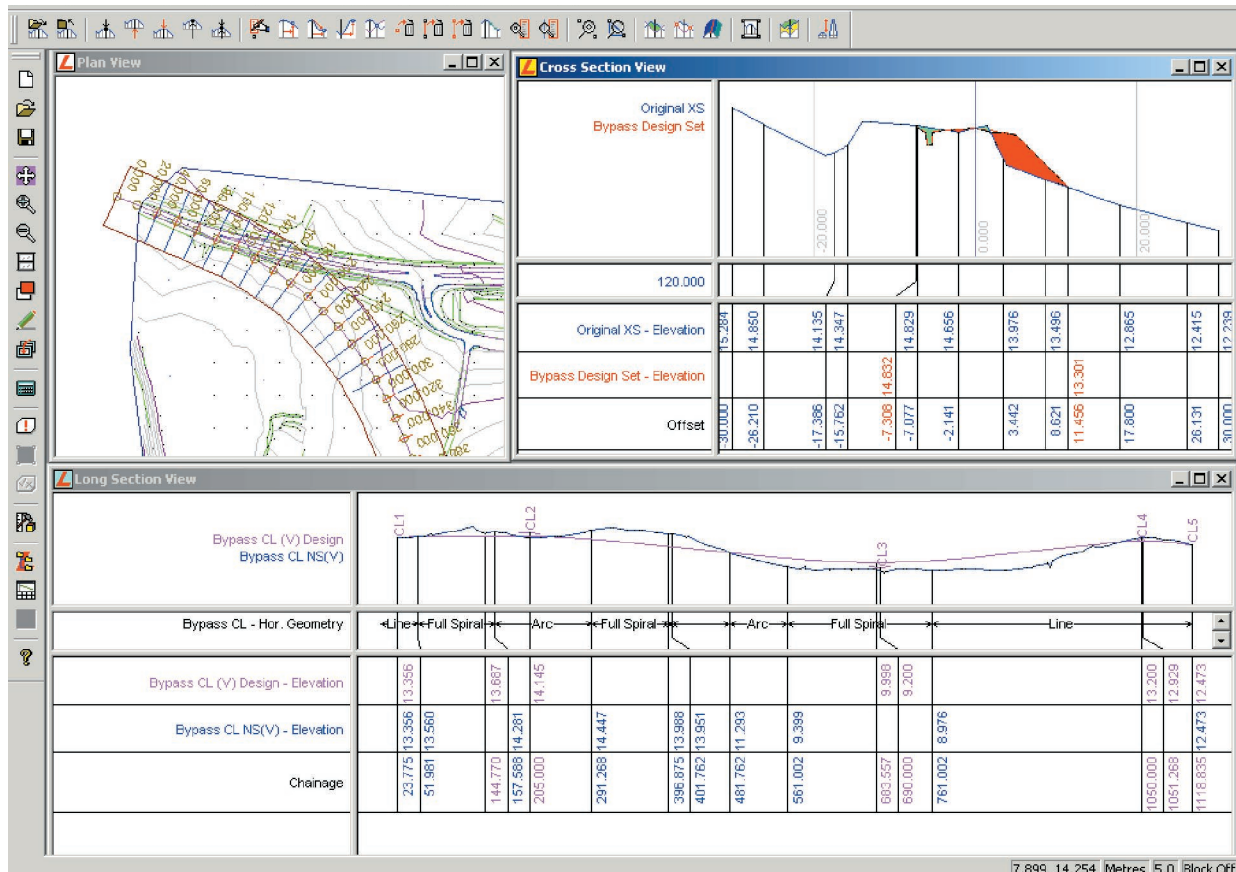 Plan View
0.000
20.000
40.000
300.000
320.000
Cross Section View
Original XS
Bypass Design Set
-20.000
0.000
20.000
120.000
Original XS - Elevation
15.284 14.850 14.135 14.347 14.829 14.656 13.976 13.496 12.865 12.415 12.239
Bypass Design Set - Elevation
14.832 13.301
Offset
-30.000 -26.210 -17.386 -15.762 -7.308 -7.077 -2.141 3.442 8.621 11.456 17.800 26.131 30.000
Long Section View
Bypass CL (V) Design
Bypass CL NS(V)
CL1 CL2 CL3 CL4 CL5
Bypass CL - Hor. Geometry
Line Full Spiral Arc Full Spiral Arc Full Spiral Line
Bypass CL (V) Design - Elevation
13.356 13.687 14.145 9.998 9.200 13.200 12.929 12.473
Bypass CL NS(V) - Elevation
13.356 13.560 14.281 14.447 13.988 13.951 11.293 9.399 8.976 12.473
Chainage
23.775 51.981 144.770 157.588 205.000 291.268 396.875 401.762 481.762 561.002 683.557 690.000 761.002 1050.000 1051.268 1118.835
7.899, 14.254 Metres 5.0 Block Off